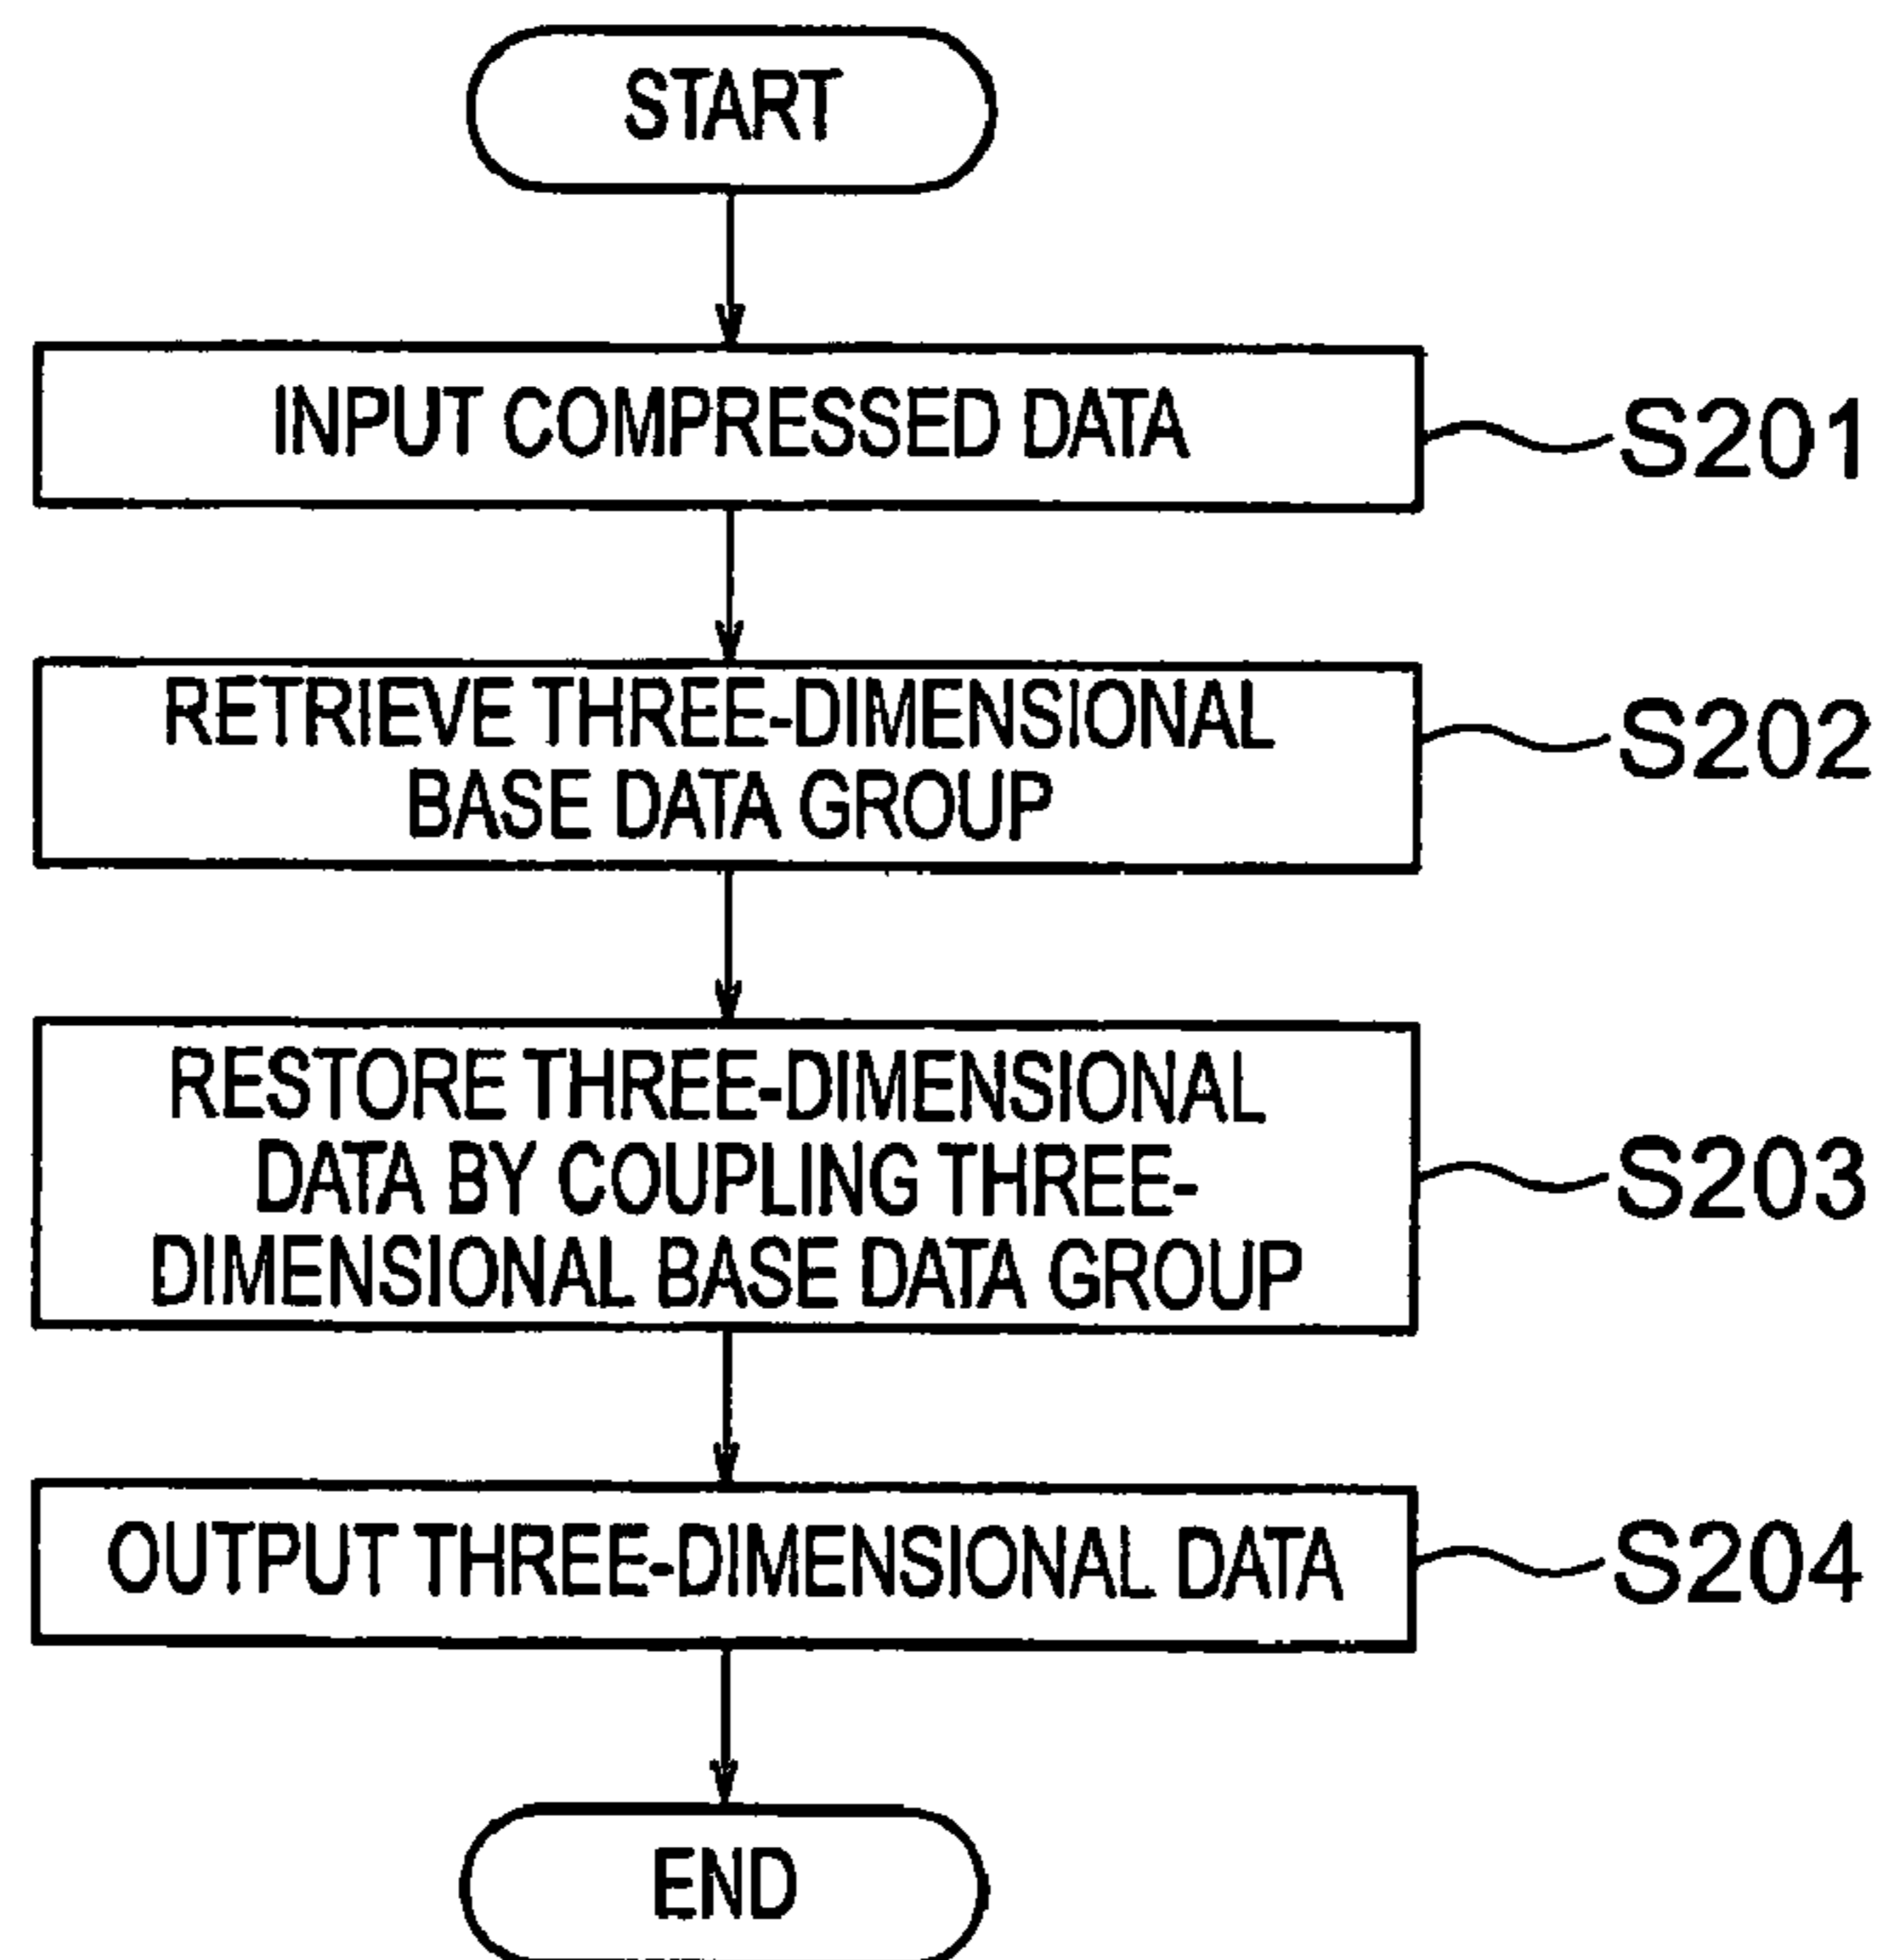 START
INPUT COMPRESSED DATA
S201
RETRIEVE THREE-DIMENSIONAL
BASE DATA GROUP
S202
RESTORE THREE-DIMENSIONAL
DATA BY COUPLING THREE-
DIMENSIONAL BASE DATA GROUP
S203
OUTPUT THREE-DIMENSIONAL DATA
S204
END